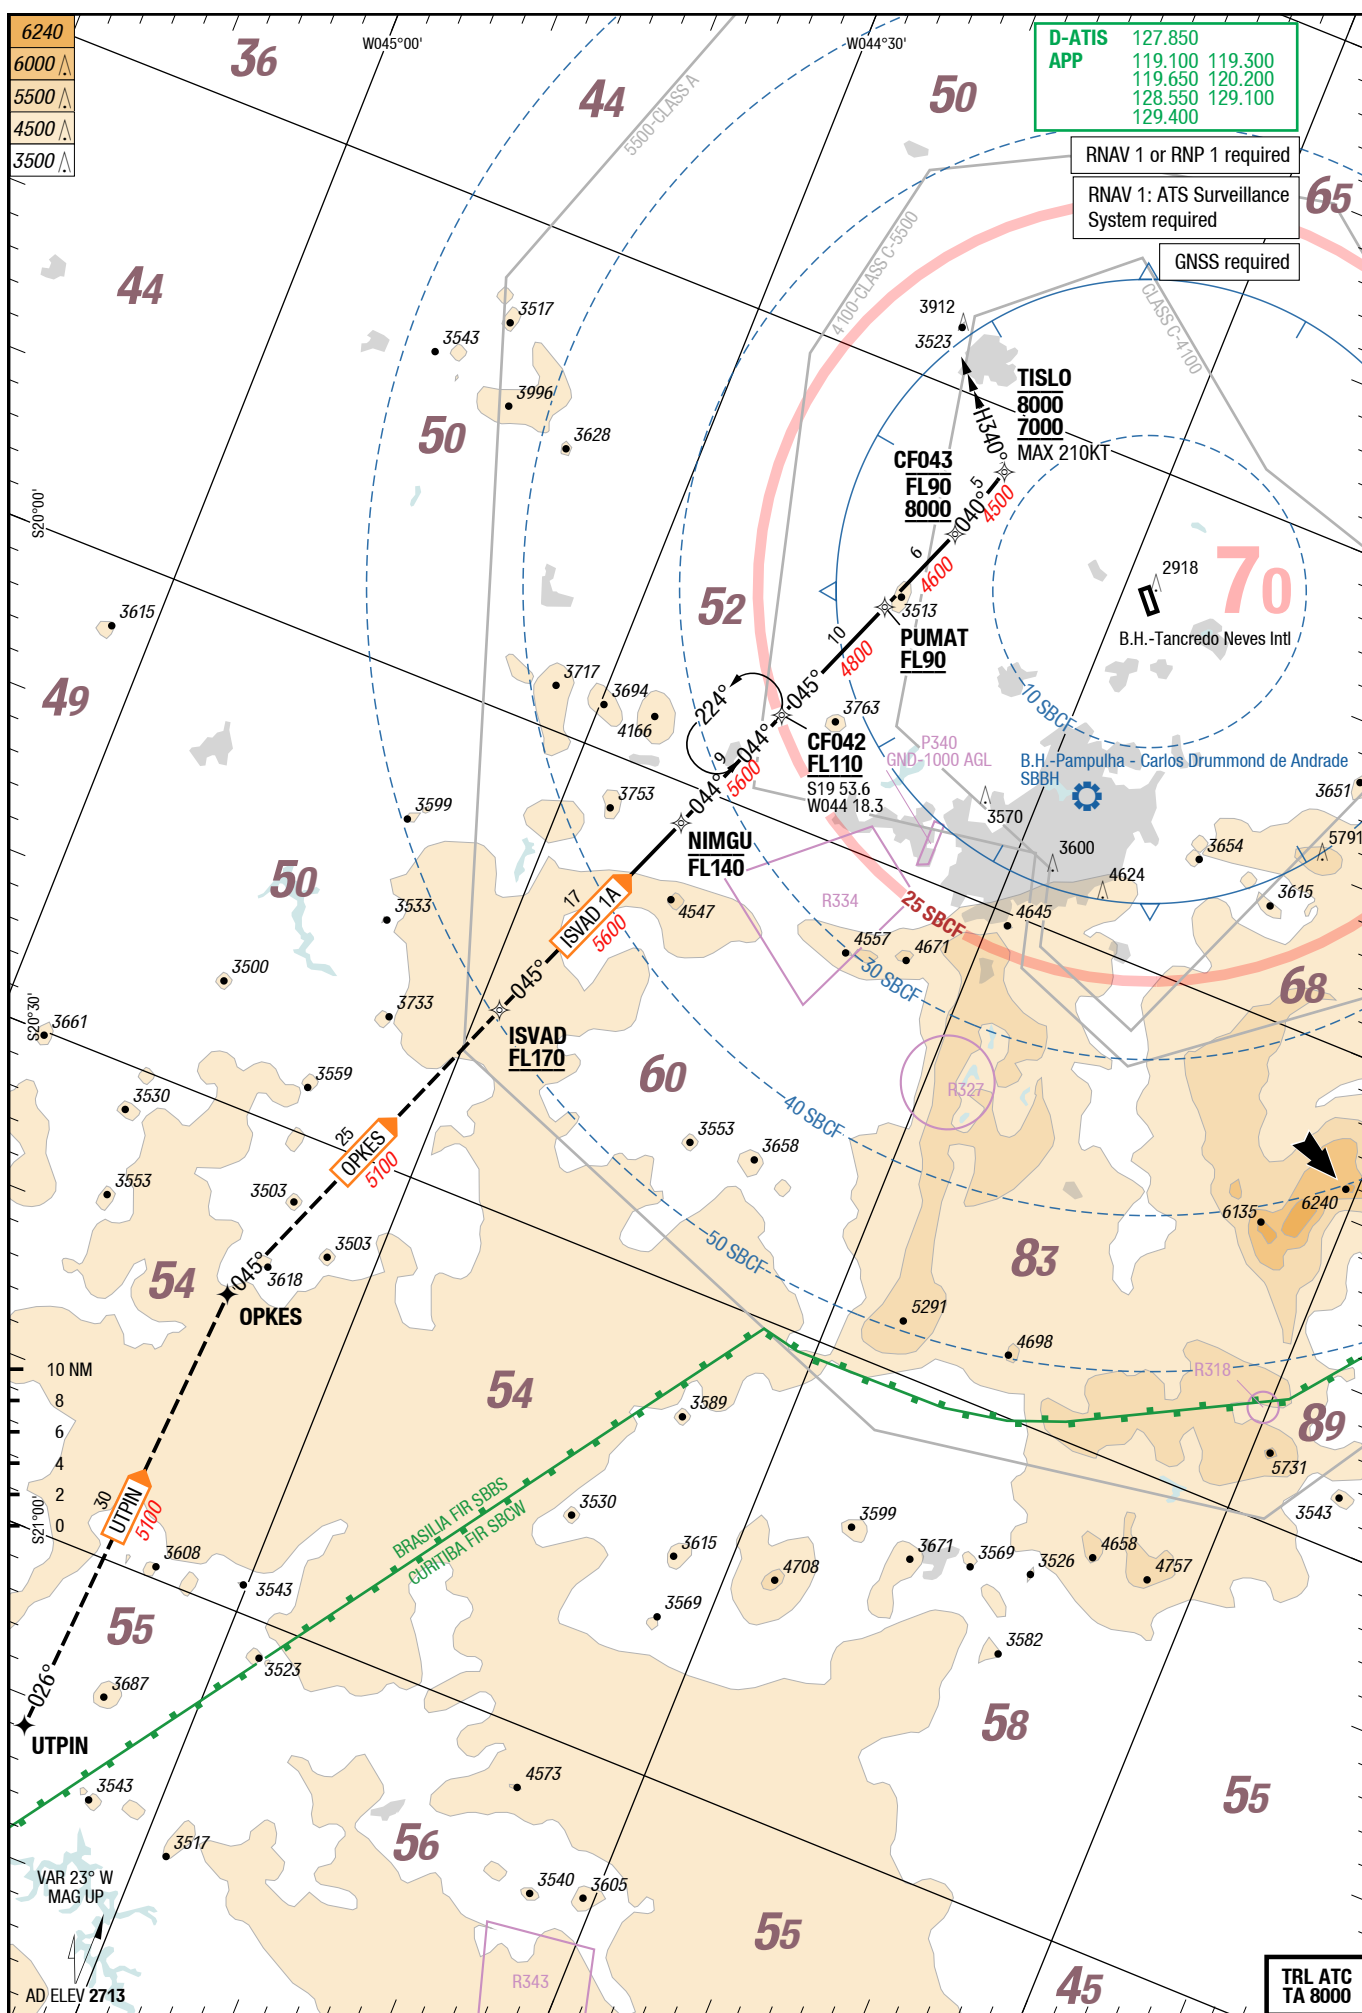 6240
6000
5500
4500
3500
W045°00'
W044°30'
D-ATIS 127.850
APP 119.100 119.300
119.650 120.200
128.550 129.100
129.400
RNAV 1 or RNP 1 required
RNAV 1: ATS Surveillance
System required
GNSS required
36
44
50
65
44
5500-CLASS A
4100-CLASS C-5500
CLASS C-4100
3517
3543
3996
3628
50
3912
3523
TISLO
8000
7000
MAX 210KT
H340°
CF043
FL90
8000
5
040°
4500
6
4600
S20°00'
3615
52
3513
PUMAT
FL90
10
4800
70
2918
B.H.-Tancredo Neves Intl
49
3717
3694
4166
224°
045°
3763
CF042
FL110
S19 53.6
W044 18.3
9
044°
044°
5600
P340
GND-1000 AGL
10 SBCF
B.H.-Pampulha - Carlos Drummond de Andrade
SBBH
3651
3599
3753
NIMGU
FL140
3570
3600
4624
3654
5791
3615
50
17
ISVAD 1A
5600
4547
R334
25 SBCF
4645
3533
4557
4671
30 SBCF
3500
045°
68
S20°30'
3661
3733
ISVAD
FL170
60
R327
3559
3530
40 SBCF
25
OPKES
5100
3553
3658
3553
3503
6240
6135
3503
50 SBCF
83
54
045°
3618
OPKES
5291
4698
10 NM
8
6
4
2
0
54
R318
3589
89
5731
S21°00'
30
UTPIN
5100
BRASILIA FIR SBBS
CURITIBA FIR SBCW
3530
3543
3599
3608
3615
3671
3569
4658
3543
4708
3526
4757
3569
55
3582
3523
026°
3687
58
UTPIN
4573
3543
55
3517
56
VAR 23° W
MAG UP
3540
3605
55
AD ELEV 2713
R343
45
TRL ATC
TA 8000